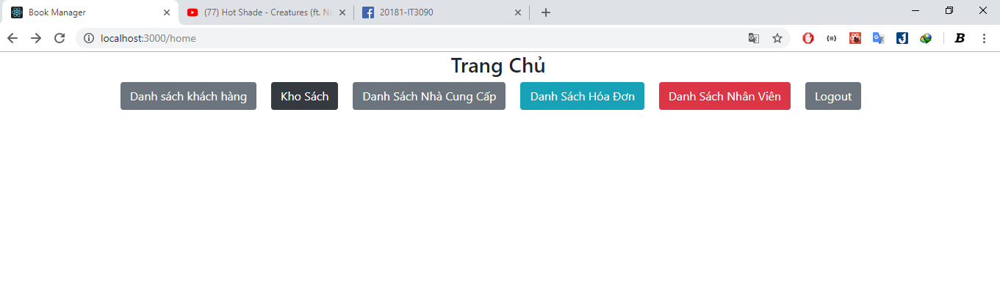 Book Manager
(77) Hot Shade - Creatures (ft. No
20181-IT3090
localhost:3000/home
Trang Chủ
Danh sách khách hàng
Kho Sách
Danh Sách Nhà Cung Cấp
Danh Sách Hóa Đơn
Danh Sách Nhân Viên
Logout